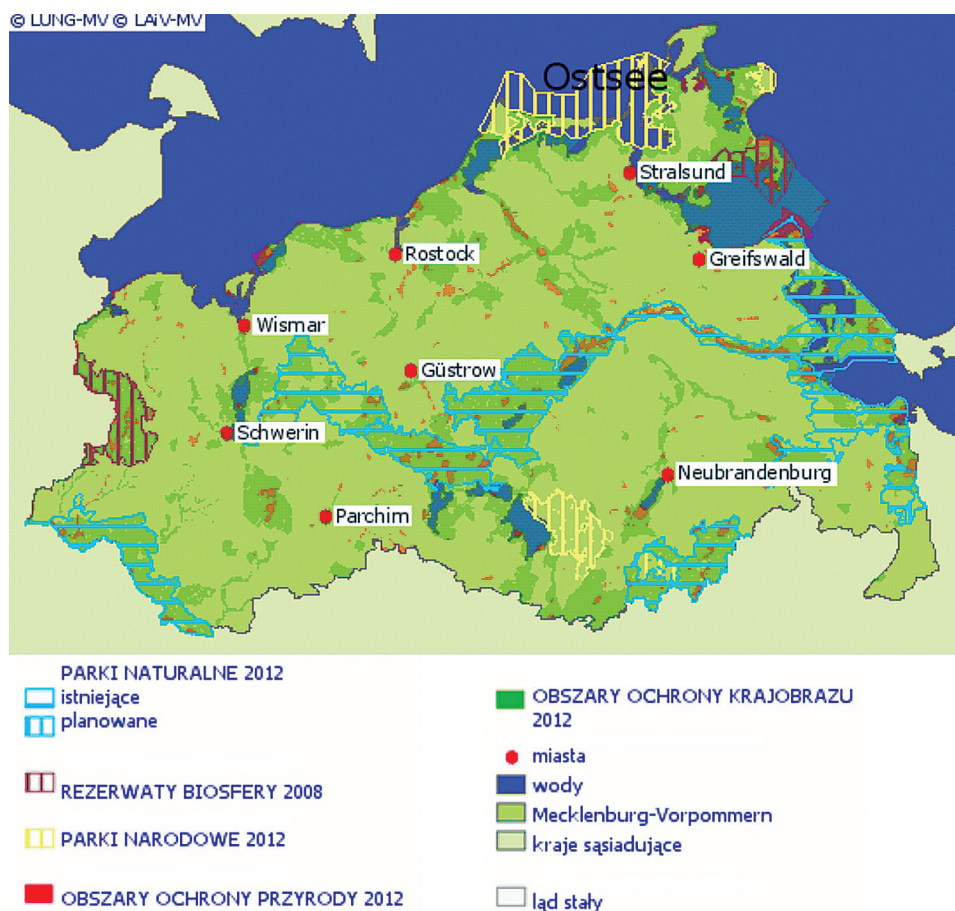 © LUNG-MV © LAiV-MV
Ostsee
Stralsund
Rostock
Greifswald
Wismar
Güstrow
Schwerin
Neubrandenburg
Parchim
PARKI NATURALNE 2012
istniejące
planowane
REZERWATY BIOSFERY 2008
PARKI NARODOWE 2012
OBSZARY OCHRONY PRZYRODY 2012
OBSZARY OCHRONY KRAJOBRAZU
2012
miasta
wody
Mecklenburg-Vorpommern
kraje sąsiadujące
ląd stały